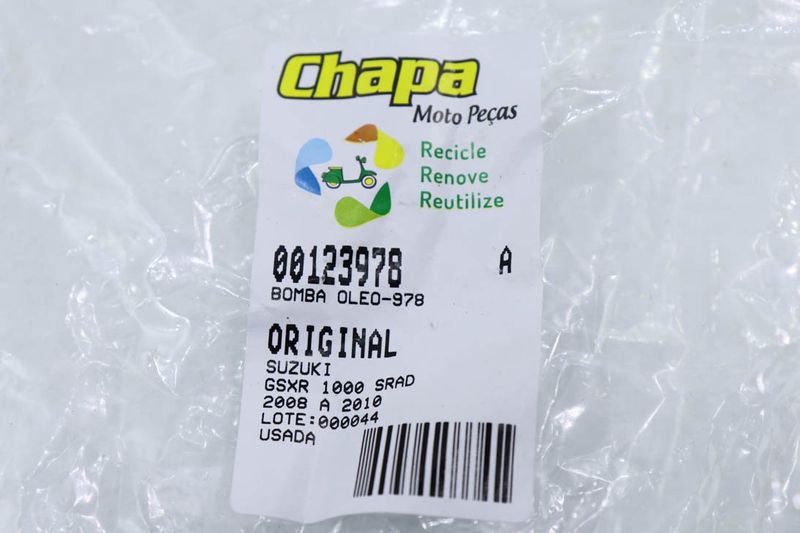 Chapa
Moto Peças
Recicle
Renove
Reutilize
00123978 A
BOMBA OLEO-978
ORIGINAL
SUZUKI
GSXR 1000 SRAD
2008 A 2010
LOTE:000044
USADA